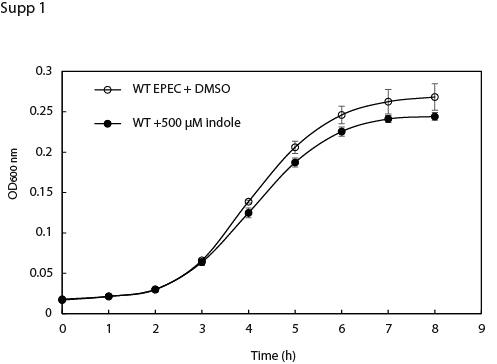 Supp 1
0.3
WT EPEC + DMSO
0.25
WT +500 µM indole
0.2
OD600 nm
0.15
0.1
0.05
0
0 1 2 3 4 5 6 7 8 9
Time (h)